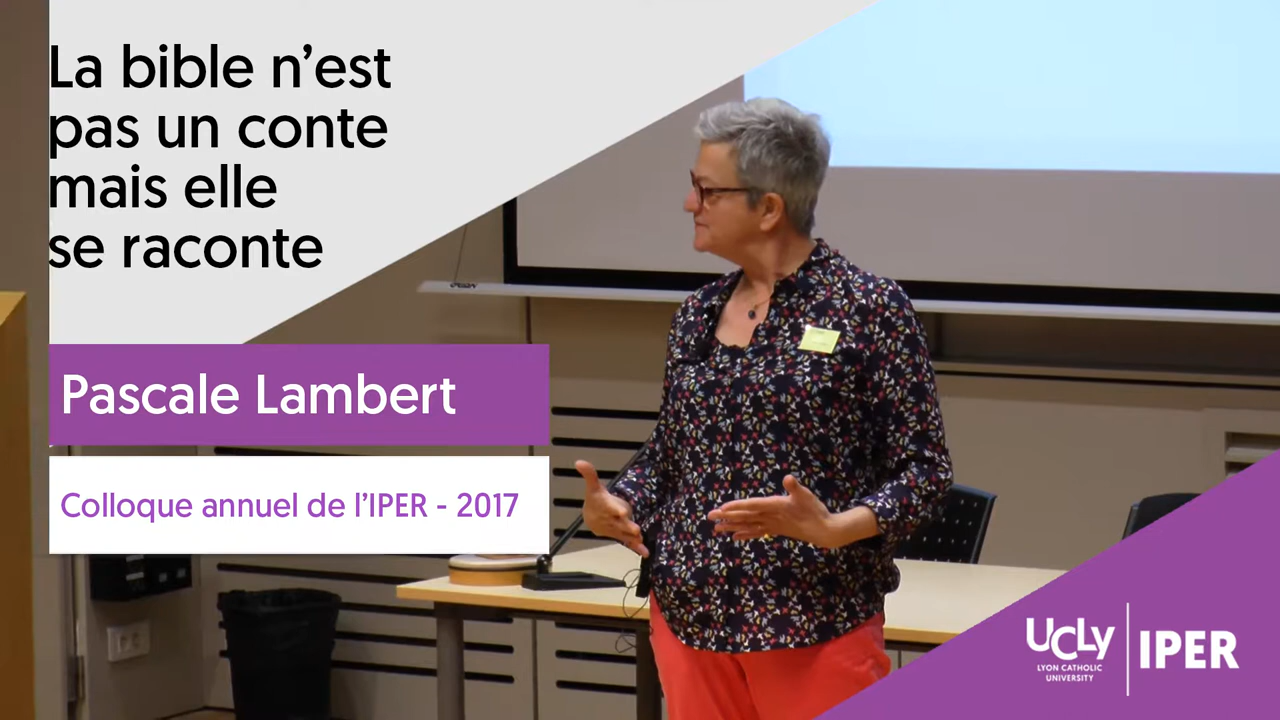 La bible n’est
pas un conte
mais elle
se raconte
Pascale Lambert
Colloque annuel de l’IPER - 2017
UCLy
LYON CATHOLIC
UNIVERSITY
IPER